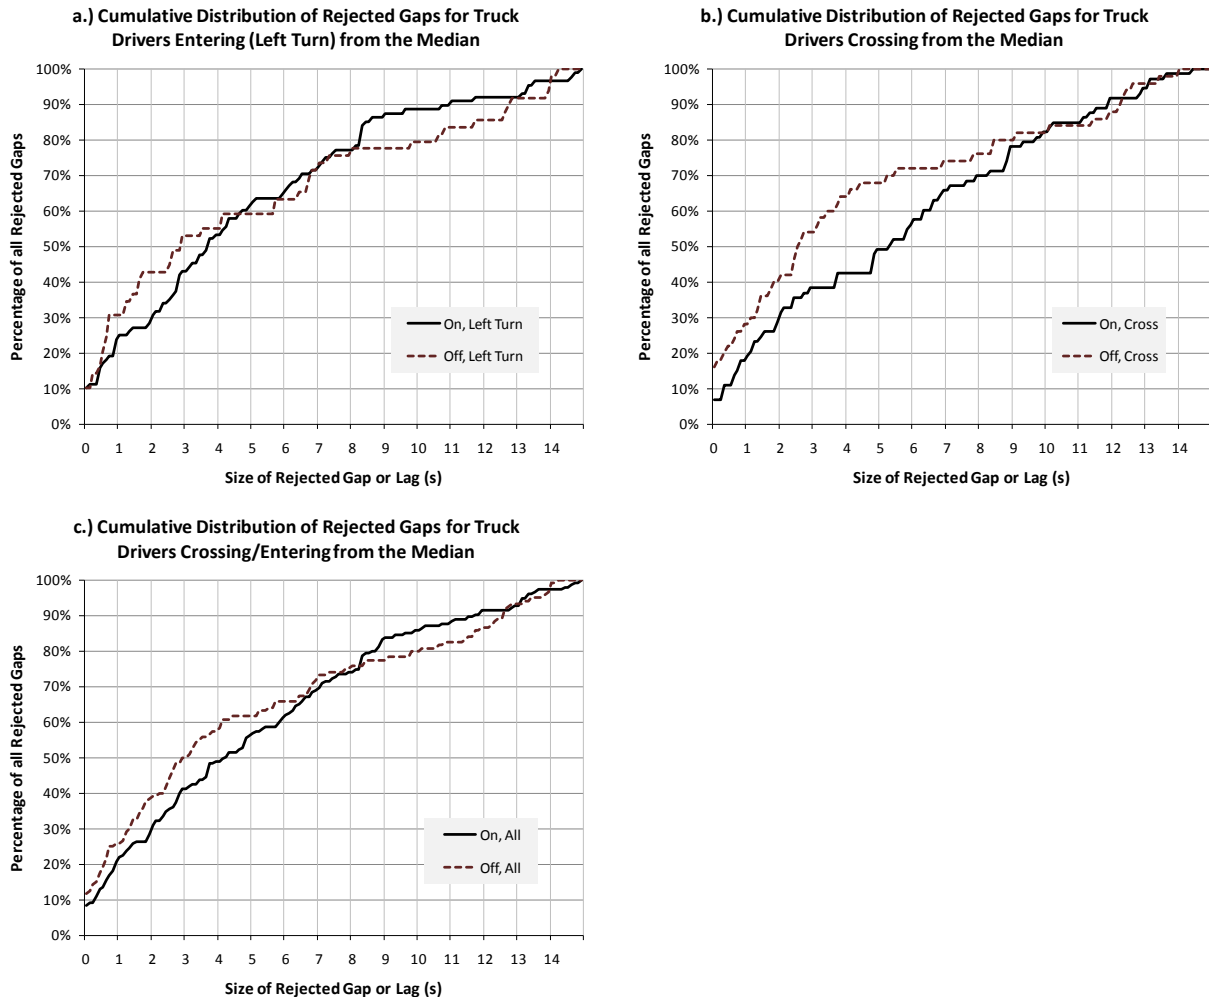 a.) Cumulative Distribution of Rejected Gaps for Truck
Drivers Entering (Left Turn) from the Median
Percentage of all Rejected Gaps
100%
90%
80%
70%
60%
50%
40%
30%
20%
10%
0%
On, Left Turn
Off, Left Turn
0 1 2 3 4 5 6 7 8 9 10 11 12 13 14
Size of Rejected Gap or Lag (s)
b.) Cumulative Distribution of Rejected Gaps for Truck
Drivers Crossing from the Median
Percentage of all Rejected Gaps
100%
90%
80%
70%
60%
50%
40%
30%
20%
10%
0%
On, Cross
Off, Cross
0 1 2 3 4 5 6 7 8 9 10 11 12 13 14
Size of Rejected Gap or Lag (s)
c.) Cumulative Distribution of Rejected Gaps for Truck
Drivers Crossing/Entering from the Median
Percentage of all Rejected Gaps
100%
90%
80%
70%
60%
50%
40%
30%
20%
10%
0%
On, All
Off, All
0 1 2 3 4 5 6 7 8 9 10 11 12 13 14
Size of Rejected Gap or Lag (s)